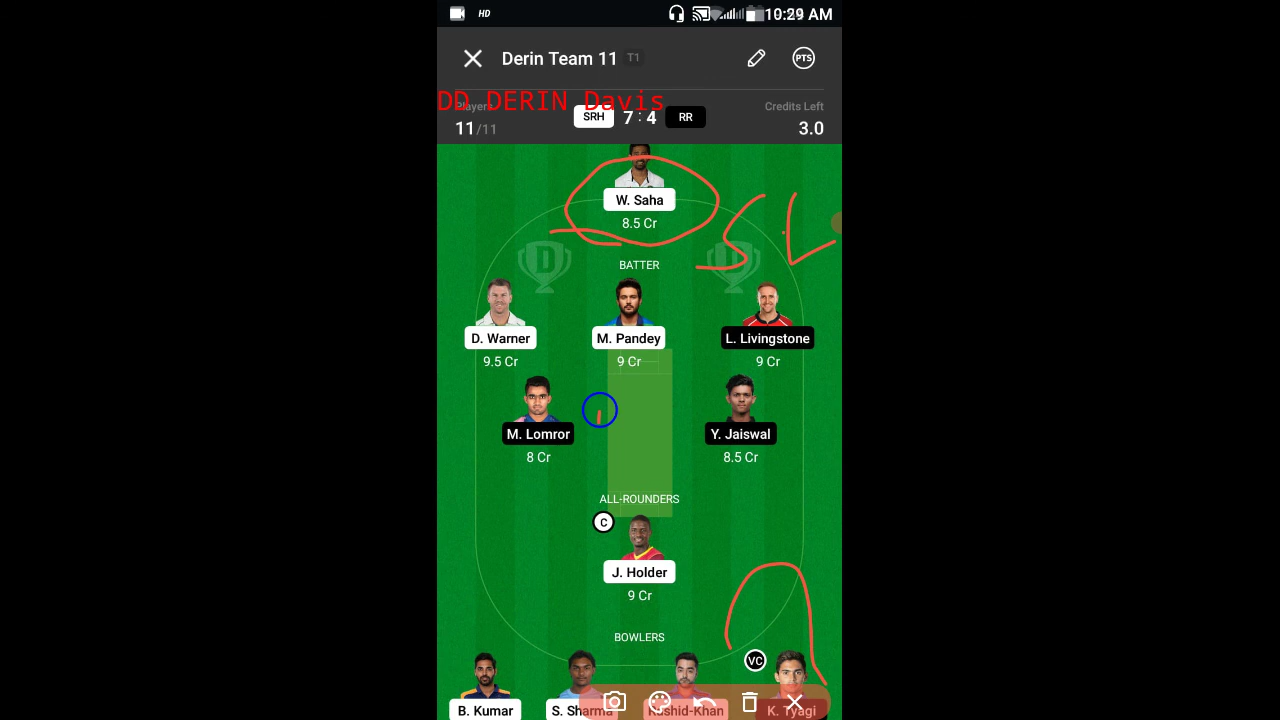 HD 10:29 AM
Derin Team 11 T1 PTS
DD DERIN Davis
Players Credits Left
11/11 SRH 7 : 4 RR 3.0
W. Saha
8.5 Cr
SL
BATTER
D. Warner M. Pandey L. Livingstone
9.5 Cr 9 Cr 9 Cr
M. Lomror Y. Jaiswal
8 Cr 8.5 Cr
ALL-ROUNDERS
C
J. Holder
9 Cr
BOWLERS
VC
B. Kumar S. Sharma Rashid-Khan K. Tyagi